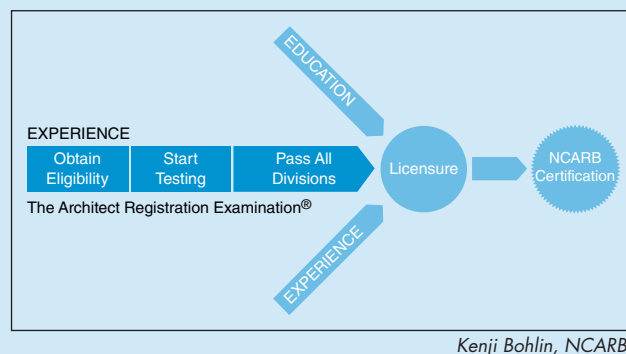 EDUCATION
EXPERIENCE
Obtain
Eligibility
Start
Testing
Pass All
Divisions
Licensure
NCARB
Certification
The Architect Registration Examination®
EXPERIENCE
Kenji Bohlin, NCARB